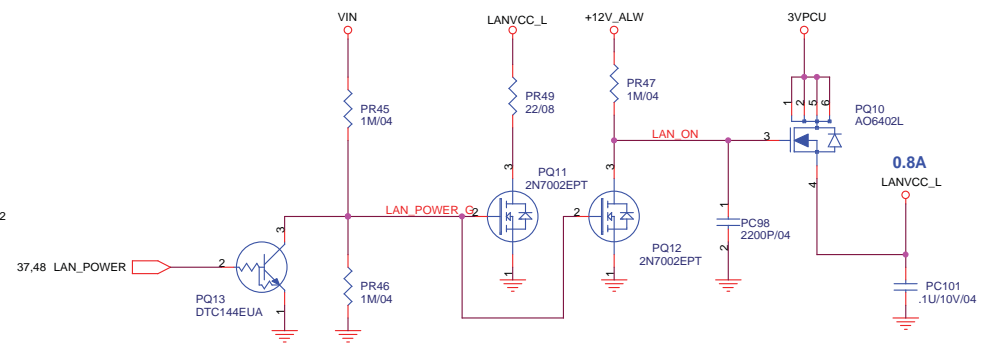 VIN
LANVCC_L
+12V_ALW
3VPCU
PR45
1M/04
PR49
22/08
PR47
1M/04
1
2
5
6
PQ10
AO6402L
LAN_ON
3
4
0.8A
LANVCC_L
3
PQ11
2N7002EPT
3
2
LAN_POWER_G
2
2
1
PC98
2200P/04
2
3
37,48 LAN_POWER
2
PQ13
DTC144EUA
1
PR46
1M/04
1
1
PQ12
2N7002EPT
PC101
.1U/10V/04